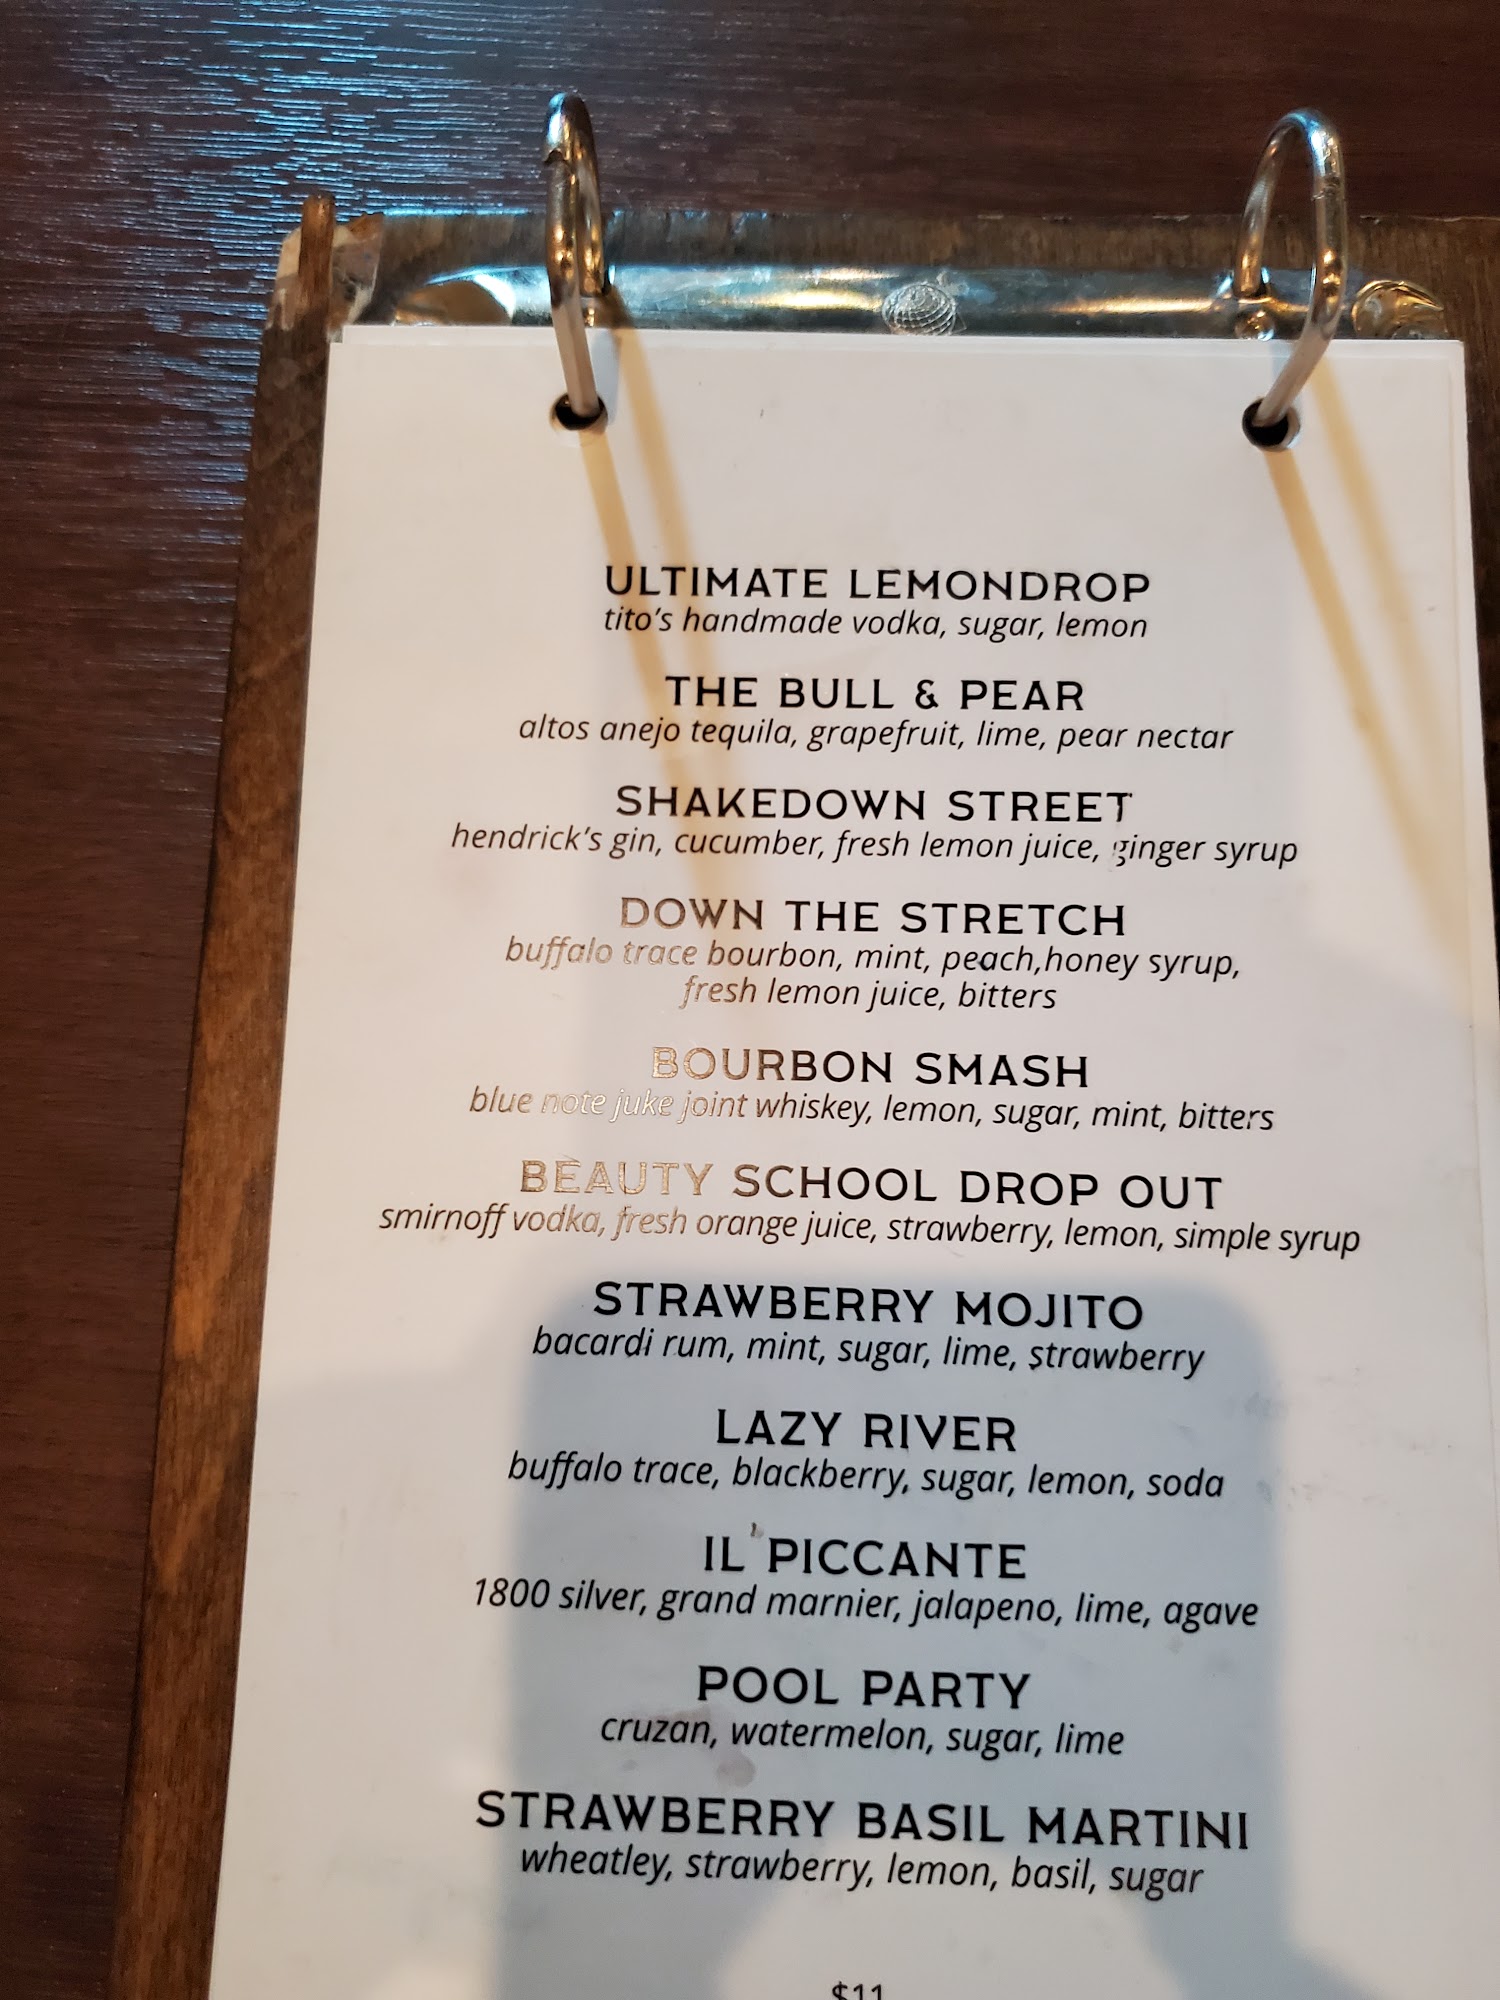 ULTIMATE LEMONDROP
tito's handmade vodka, sugar, lemon
THE BULL & PEAR
altos anejo tequila, grapefruit, lime, pear nectar
SHAKEDOWN STREET
hendrick's gin, cucumber, fresh lemon juice, ginger syrup
DOWN THE STRETCH
buffalo trace bourbon, mint, peach,honey syrup,
fresh lemon juice, bitters
BOURBON SMASH
blue note juke joint whiskey, lemon, sugar, mint, bitters
BEAUTY SCHOOL DROP OUT
smirnoff vodka, fresh orange juice, strawberry, lemon, simple syrup
STRAWBERRY MOJITO
bacardi rum, mint, sugar, lime, strawberry
LAZY RIVER
buffalo trace, blackberry, sugar, lemon, soda
IL PICCANTE
1800 silver, grand marnier, jalapeno, lime, agave
POOL PARTY
cruzan, watermelon, sugar, lime
STRAWBERRY BASIL MARTINI
wheatley, strawberry, lemon, basil, sugar
$11